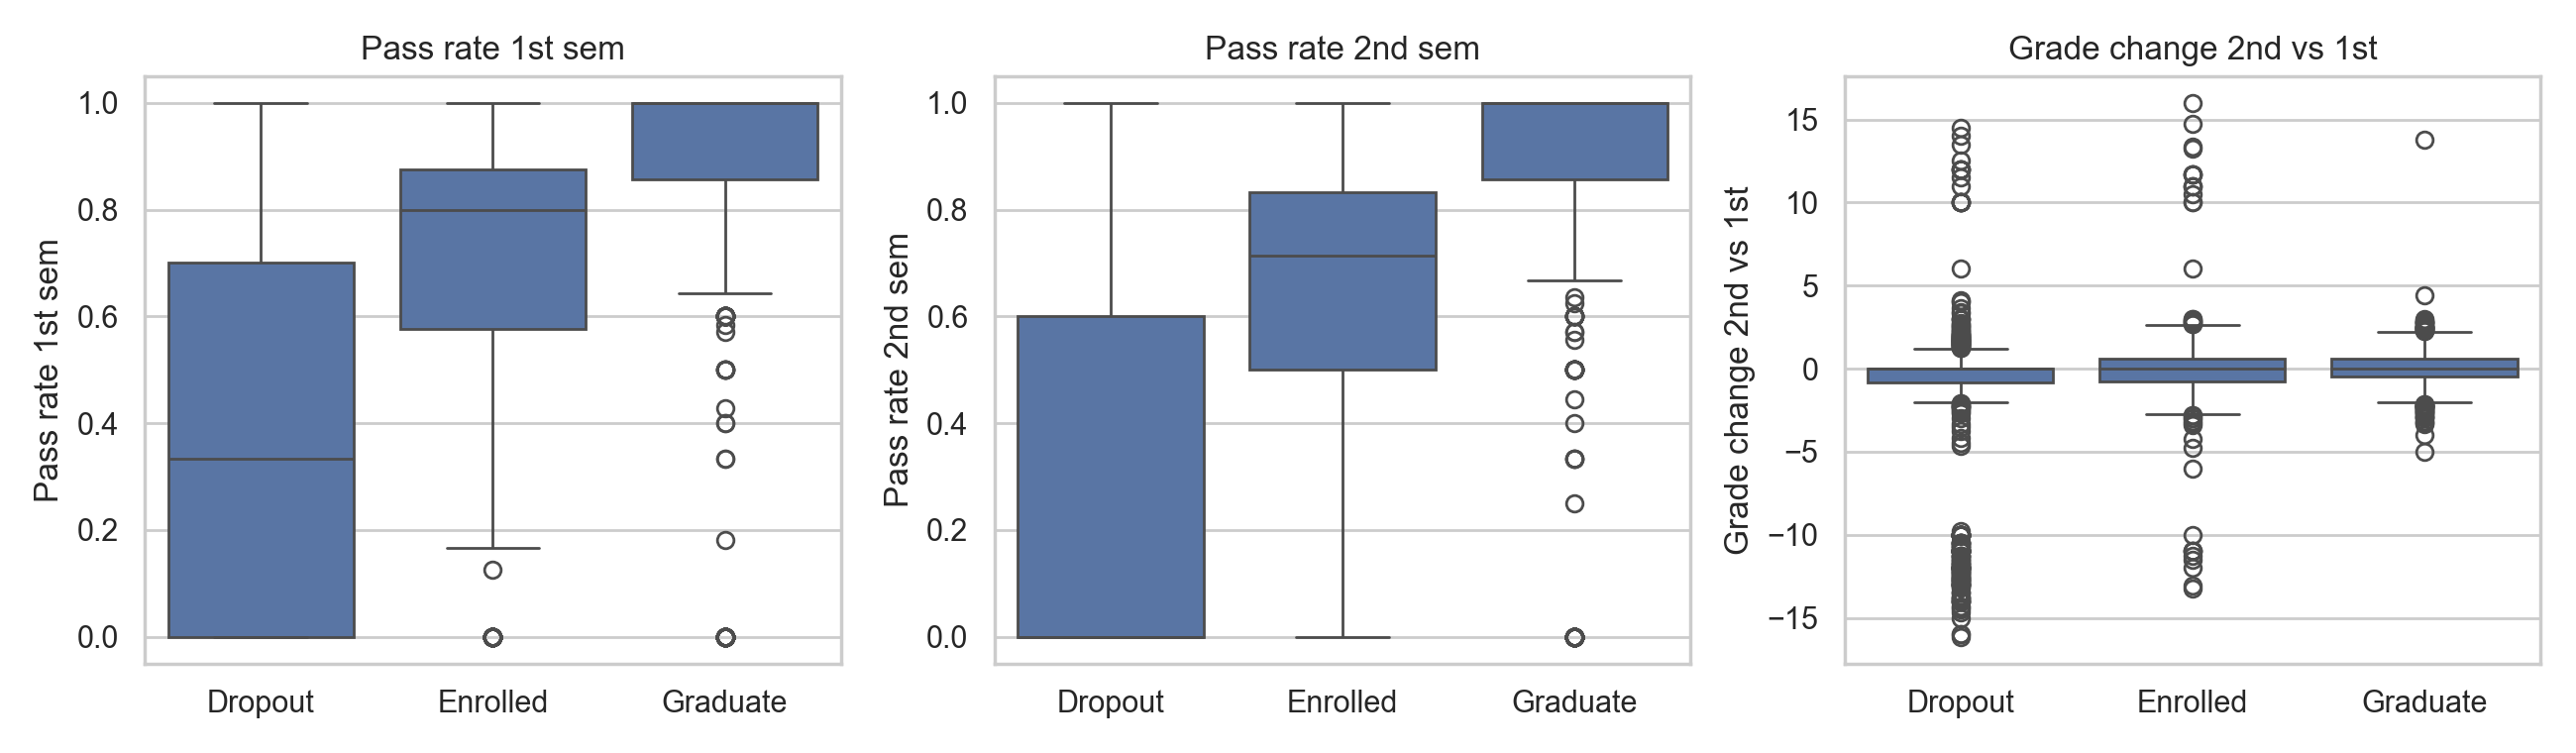 Pass rate 1st sem
Pass rate 1st sem
1.0
0.8
0.6
0.4
0.2
0.0
Dropout Enrolled Graduate
Pass rate 2nd sem
Pass rate 2nd sem
1.0
0.8
0.6
0.4
0.2
0.0
Dropout Enrolled Graduate
Grade change 2nd vs 1st
Grade change 2nd vs 1st
15
10
5
0
−5
−10
−15
Dropout Enrolled Graduate